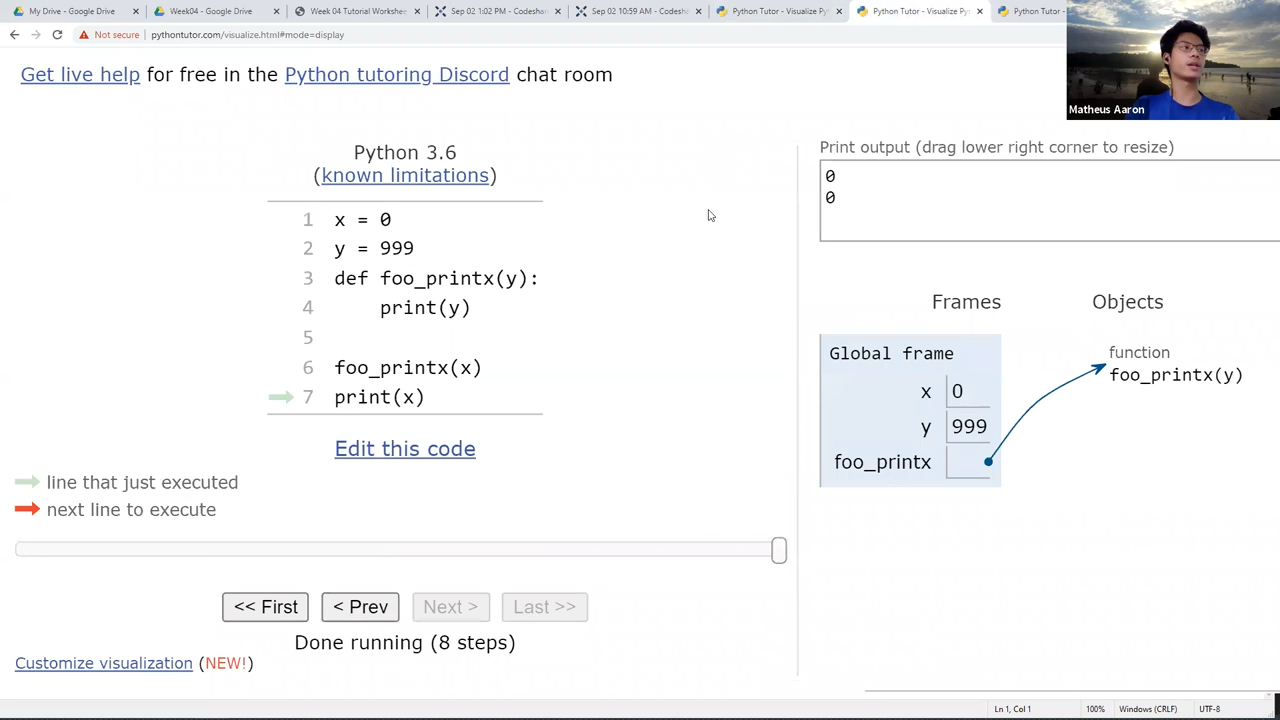 My Drive - Google Drive
Week04 - Google Drive
Week 04 Tutorial Workshe
Sep 02 1:02 PM - Codeshar
Sep 02 10:59 AM - Codesha
Python Tutor - Visualize Py
Python Tutor - Visualize Py
Python Tutor -
Not secure | pythontutor.com/visualize.html#mode=display
Get live help for free in the Python tutoring Discord chat room
Matheus Aaron
Python 3.6
(known limitations)
1 x = 0
2 y = 999
3 def foo_printx(y):
4     print(y)
5
6 foo_printx(x)
7 print(x)
Edit this code
line that just executed
next line to execute
<< First
< Prev
Next >
Last >>
Done running (8 steps)
Customize visualization (NEW!)
Print output (drag lower right corner to resize)
0
0
Frames
Objects
Global frame
x 0
y 999
foo_printx
function
foo_printx(y)
Ln 1, Col 1
100%
Windows (CRLF)
UTF-8